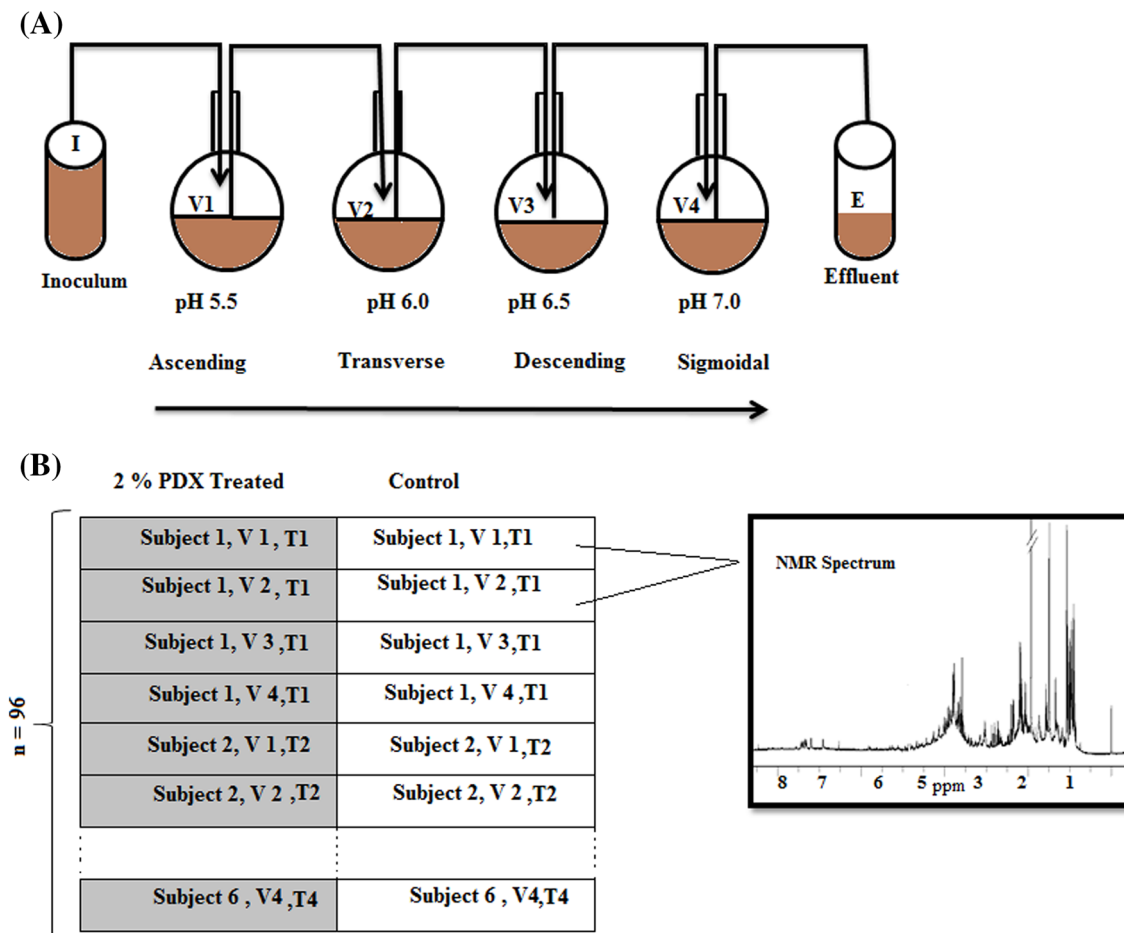 (A)
I
V1
V2
V3
V4
E
Inoculum
Effluent
pH 5.5
pH 6.0
pH 6.5
pH 7.0
Ascending
Transverse
Descending
Sigmoidal
(B)
2 % PDX Treated
Control
n = 96
Subject 1, V 1, T1
Subject 1, V 1,T1
Subject 1, V 2 ,T1
Subject 1, V 2 ,T1
Subject 1, V 3 ,T1
Subject 1, V 3,T1
Subject 1, V 4,T1
Subject 1, V 4,T1
Subject 2, V 1,T2
Subject 2, V 1,T2
Subject 2, V 2 ,T2
Subject 2, V 2 ,T2
Subject 6 , V4 ,T4
Subject 6 , V4,T4
NMR Spectrum
8 7 6 5 ppm 3 2 1